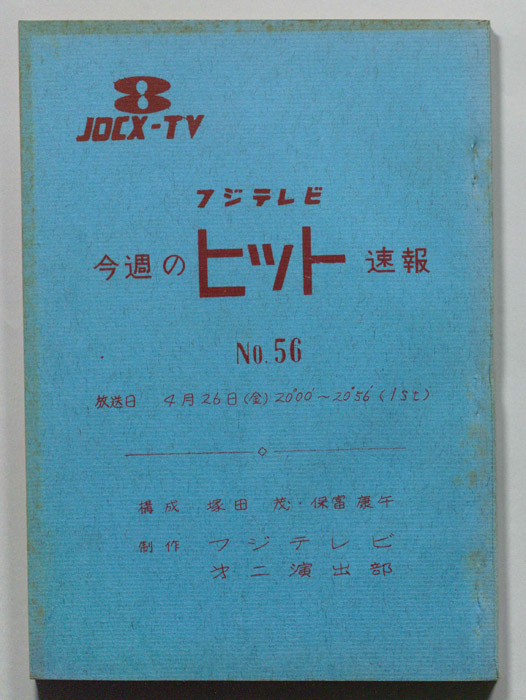 8
JOCX-TV
フジテレビ
今週のヒット速報
No. 56
放送日 4月26日(金) 20°00'～20°56' (1st)
構成 塚田 茂・保富康午
制作 フジテレビ
才二演出部